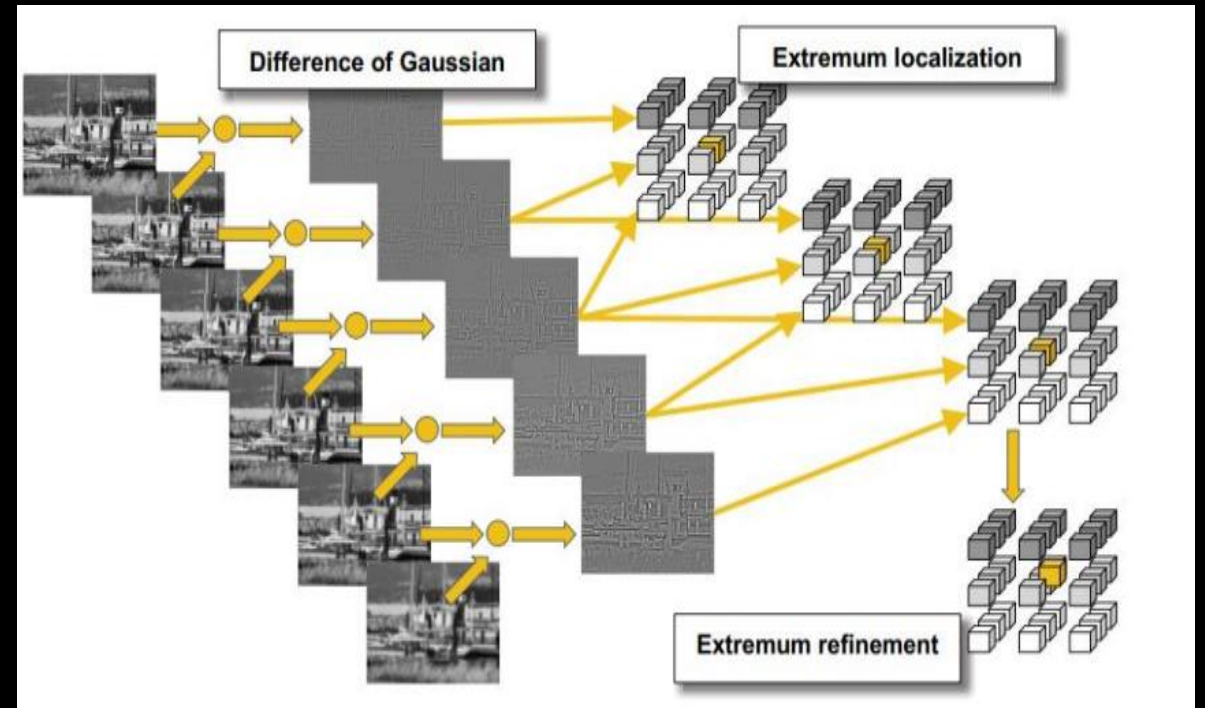 Difference of Gaussian
Extremum localization
Extremum refinement